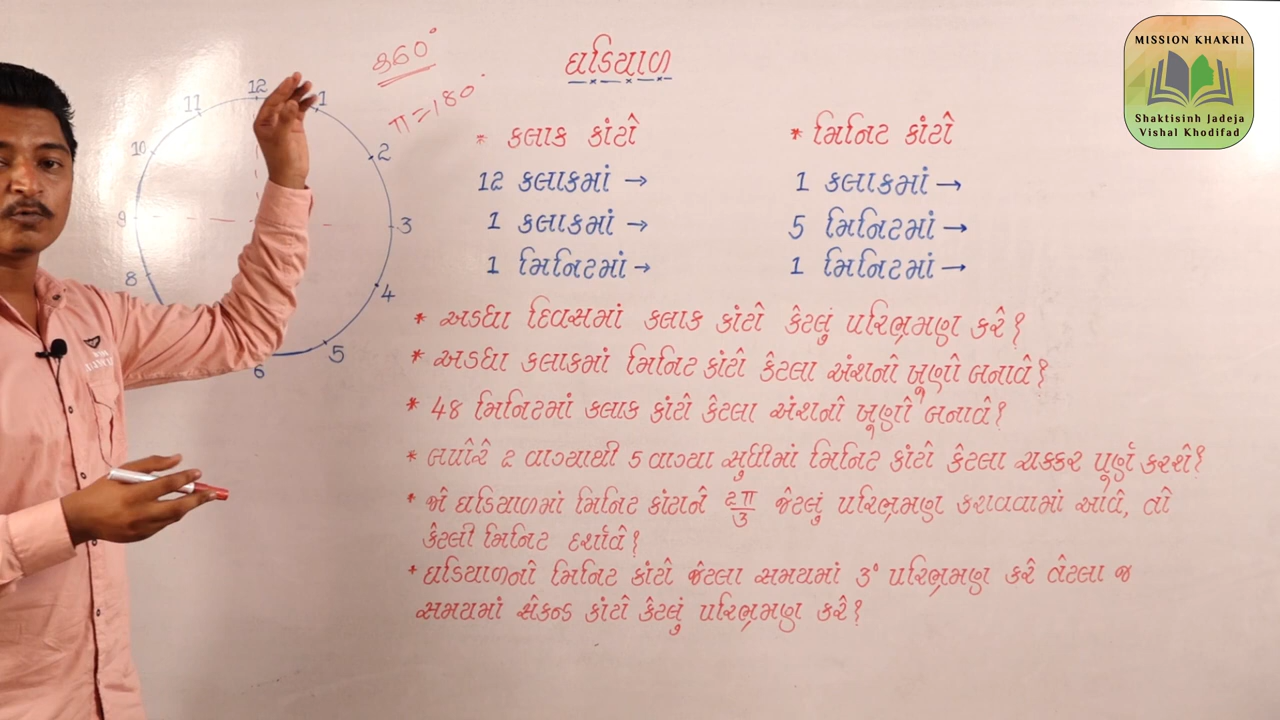 MISSION KHAKHI
Shaktisinh Jadeja
Vishal Khodifad
360°
π = 180°
ઘડિયાળ
12
1
2
3
4
5
6
8
9
10
11
* કલાક કાંટો
12 કલાકમાં →
1 કલાકમાં →
1 મિનિટમાં →
* મિનિટ કાંટો
1 કલાકમાં →
5 મિનિટમાં →
1 મિનિટમાં →
* અડધા દિવસમાં કલાક કાંટો કેટલું પરિભ્રમણ કરે?
* અડધા કલાકમાં મિનિટ કાંટો કેટલા અંશનો ખૂણો બનાવે?
* 48 મિનિટમાં કલાક કાંટો કેટલા અંશનો ખૂણો બનાવે?
* બપોરે ૨ વાગ્યાથી 5 વાગ્યા સુધીમાં મિનિટ કાંટો કેટલા ચક્કર પૂર્ણ કરશે?
* જો ઘડિયાળમાં મિનિટ કાંટાને ૨π/3 જેટલું પરિભ્રમણ કરાવવામાં આવે, તો
કેટલી મિનિટ દર્શાવે?
* ઘડિયાળનો મિનિટ કાંટો જેટલા સમયમાં 3° પરિભ્રમણ કરે તેટલા જ
સમયમાં સેકન્ડ કાંટો કેટલું પરિભ્રમણ કરે?